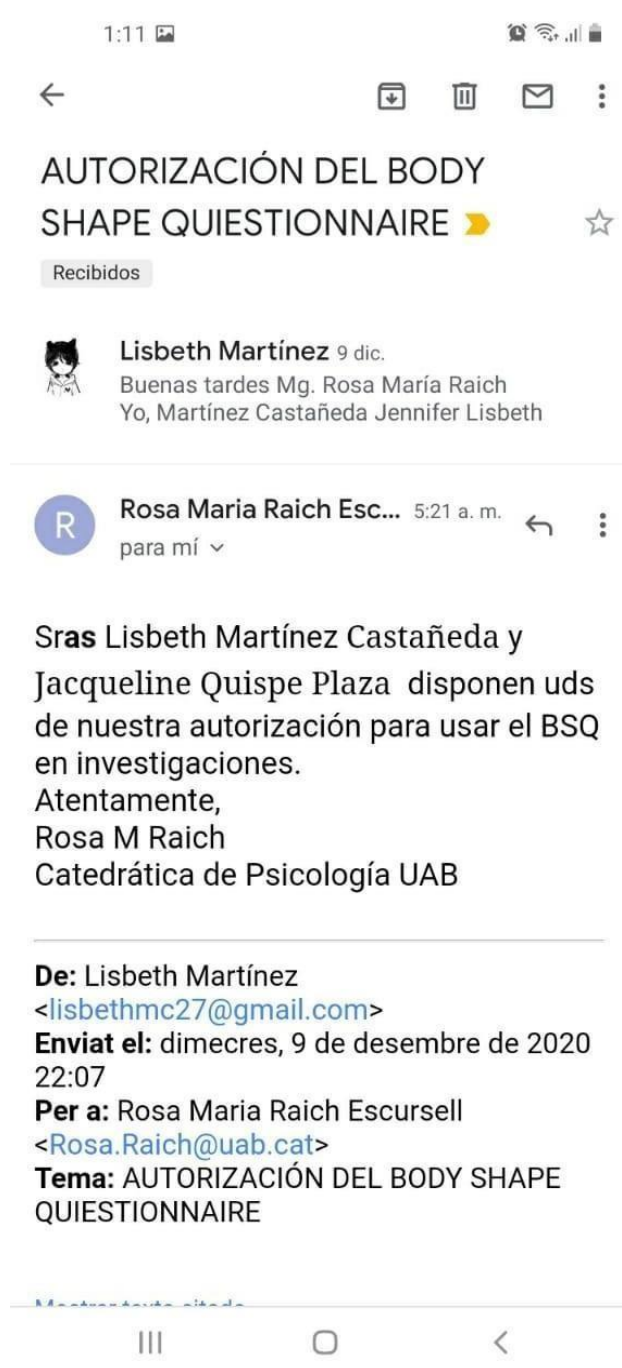 1:11
AUTORIZACIÓN DEL BODY
SHAPE QUIESTIONNAIRE
Recibidos
Lisbeth Martínez 9 dic.
Buenas tardes Mg. Rosa María Raich
Yo, Martínez Castañeda Jennifer Lisbeth
R
Rosa Maria Raich Esc... 5:21 a. m.
para mí
Sras Lisbeth Martínez Castañeda y
Jacqueline Quispe Plaza disponen uds
de nuestra autorización para usar el BSQ
en investigaciones.
Atentamente,
Rosa M Raich
Catedrática de Psicología UAB
De: Lisbeth Martínez
<lisbethmc27@gmail.com>
Enviat el: dimecres, 9 de desembre de 2020
22:07
Per a: Rosa Maria Raich Escursell
<Rosa.Raich@uab.cat>
Tema: AUTORIZACIÓN DEL BODY SHAPE
QUIESTIONNAIRE
Mostrar texto citado